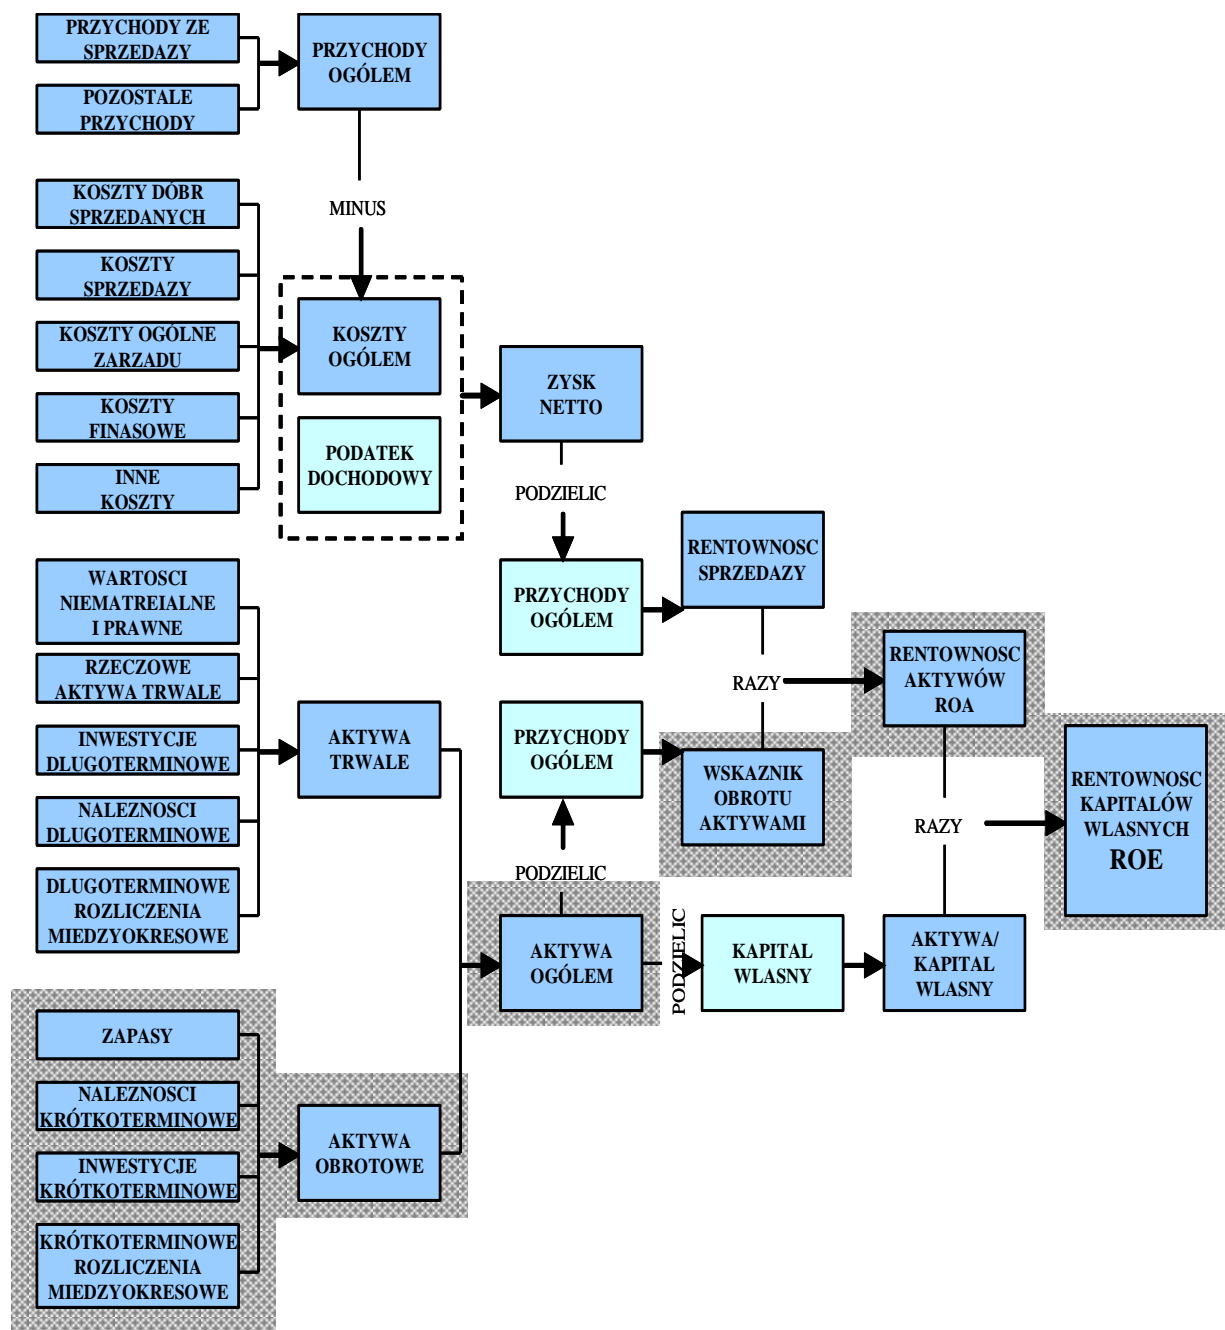 PRZYCHODY ZE
SPRZEDAZY
PRZYCHODY
OGÓLEM
POZOSTALE
PRZYCHODY
KOSZTY DÓBR
SPRZEDANYCH
MINUS
KOSZTY
SPRZEDAZY
KOSZTY OGÓLNE
ZARZADU
KOSZTY
OGÓLEM
ZYSK
NETTO
KOSZTY
FINASOWE
PODATEK
DOCHODOWY
INNE
KOSZTY
PODZIELIC
RENTOWNOSC
SPRZEDAZY
WARTOSCI
NIEMATREIALNE
I PRAWNE
PRZYCHODY
OGÓLEM
RZECZOWE
AKTYWA TRWALE
RAZY
RENTOWNOSC
AKTYWÓW
ROA
INWESTYCJE
DLUGOTERMINOWE
AKTYWA
TRWALE
PRZYCHODY
OGÓLEM
WSKAZNIK
OBROTU
AKTYWAMI
RENTOWNOSC
KAPITALÓW
WLASNYCH
ROE
NALEZNOSCI
DLUGOTERMINOWE
RAZY
PODZIELIC
DLUGOTERMINOWE
ROZLICZENIA
MIEDZYOKRESOWE
AKTYWA
OGÓLEM
PODZIELIC
KAPITAL
WLASNY
AKTYWA/
KAPITAL
WLASNY
ZAPASY
NALEZNOSCI
KRÓTKOTERMINOWE
AKTYWA
OBROTOWE
INWESTYCJE
KRÓTKOTERMINOWE
KRÓTKOTERMINOWE
ROZLICZENIA
MIEDZYOKRESOWE